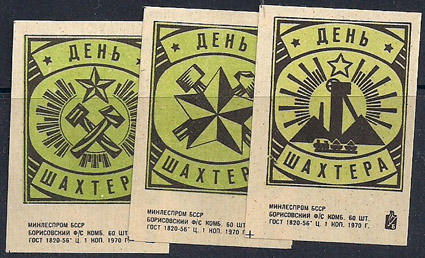 ДЕНЬ
ШАХТЕРА
МИНЛЕСПРОМ БССР
БОРИСОВСКИЙ Ф/С КОМБ. 60 ШТ.
ГОСТ 1820-56 Ц. 1 КОП. 1970 Г.
ДЕНЬ
ШАХТЕРА
МИНЛЕСПРОМ БССР
БОРИСОВСКИЙ Ф/С КОМБ. 60 ШТ.
ГОСТ 1820-56 Ц. 1 КОП. 1970 Г.
ДЕНЬ
ШАХТЕРА
МИНЛЕСПРОМ БССР
БОРИСОВСКИЙ Ф/С КОМБ. 60 ШТ.
ГОСТ 1820-56 Ц. 1 КОП. 1970 Г.